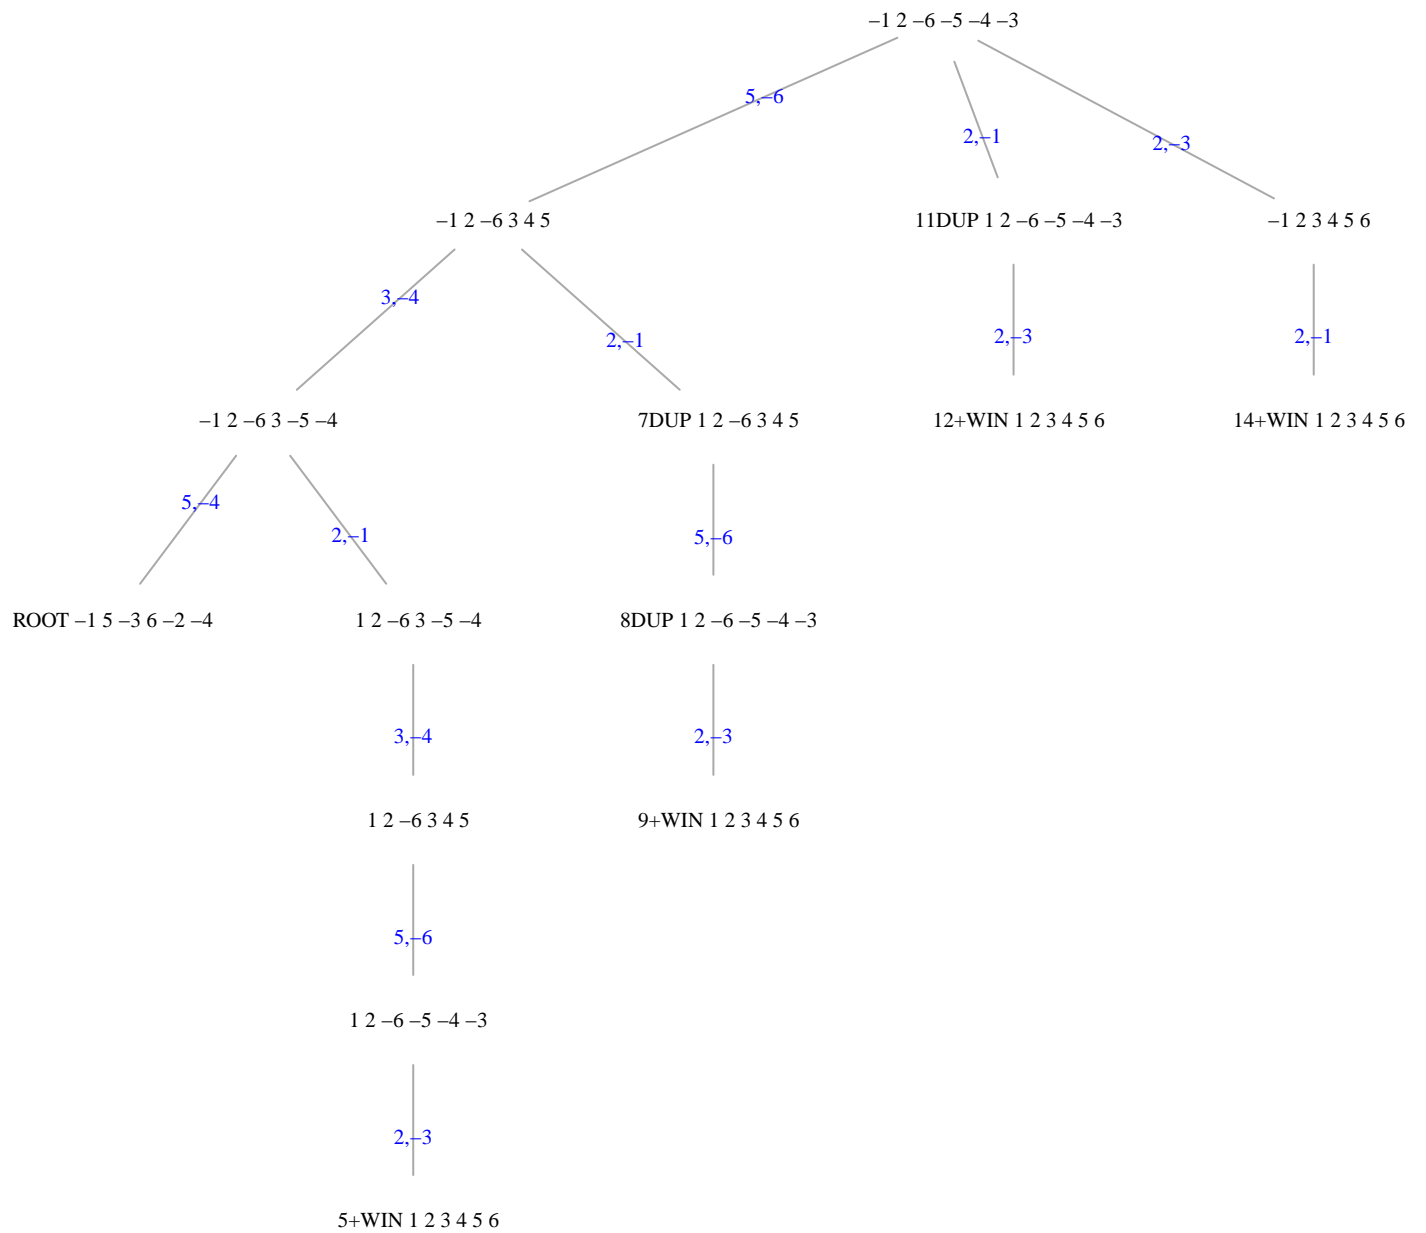 –1 2 –6 –5 –4 –3
5,–6
2,–1
2,–3
–1 2 –6 3 4 5
11DUP 1 2 –6 –5 –4 –3
–1 2 3 4 5 6
3,–4
2,–1
2,–3
2,–1
–1 2 –6 3 –5 –4
7DUP 1 2 –6 3 4 5
12+WIN 1 2 3 4 5 6
14+WIN 1 2 3 4 5 6
5,–4
2,–1
5,–6
ROOT –1 5 –3 6 –2 –4
1 2 –6 3 –5 –4
8DUP 1 2 –6 –5 –4 –3
3,–4
2,–3
1 2 –6 3 4 5
9+WIN 1 2 3 4 5 6
5,–6
1 2 –6 –5 –4 –3
2,–3
5+WIN 1 2 3 4 5 6